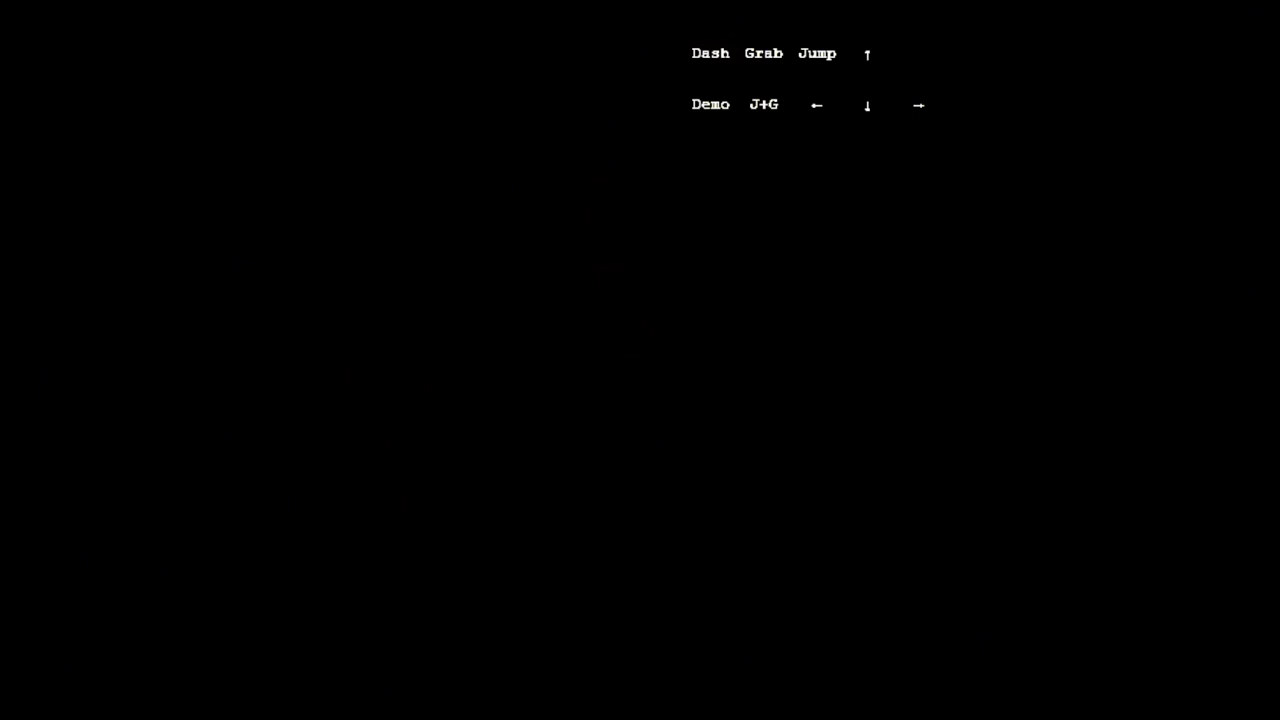 Dash Grab Jump ↑
Demo J+G ← ↓ →